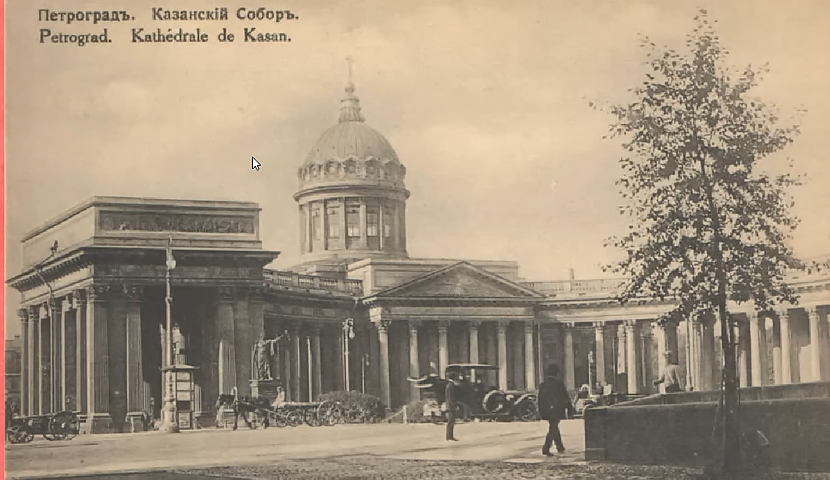 Петроградъ. Казанскій Соборъ.
Petrograd. Kathédrale de Kasan.